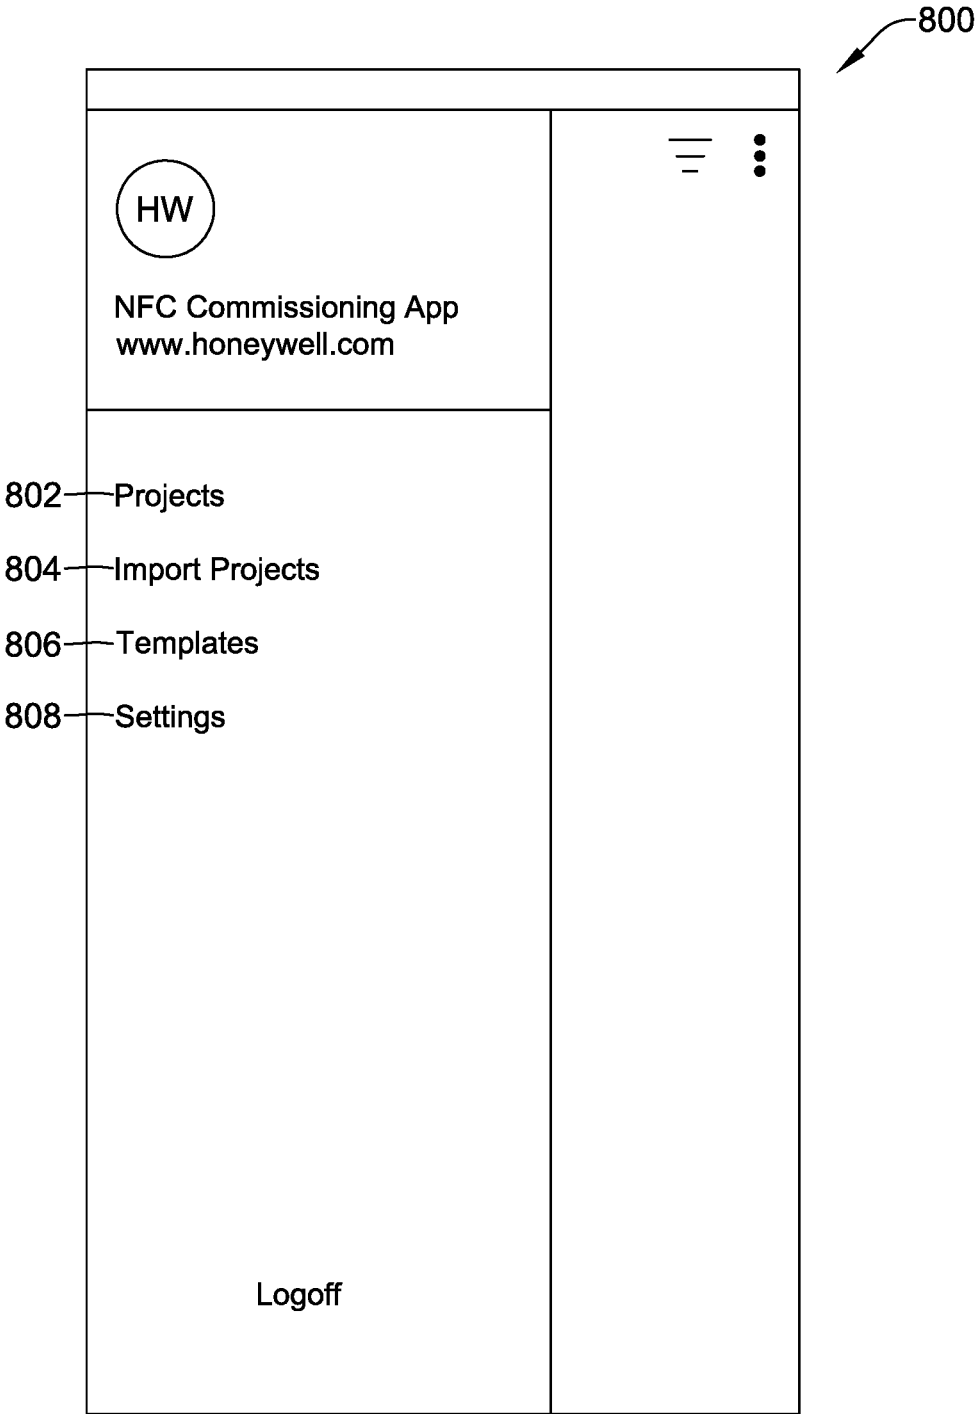 800
HW
NFC Commissioning App
www.honeywell.com
802 Projects
804 Import Projects
806 Templates
808 Settings
Logoff